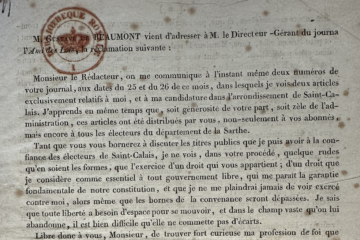 M. Gustave de BEAUMONT vient d'adresser à M. le Directeur-Gérant du journa
l'Ami des Lois, la réclamation suivante :
Monsieur le Rédacteur, on me communique à l'instant même deux numéros de
votre journal, aux dates du 25 et du 26 de ce mois, dans lesquels je vois deux articles
exclusivement relatifs à moi, et à ma candidature dans l'arrondissement de Saint-Ca-
lais. J'apprends en même temps que, soit générosité de votre part, soit zèle de l'ad-
ministration, ces articles ont été distribués par vous, non-seulement à vos abonnés,
mais encore à tous les électeurs du département de la Sarthe.
Tant que vous vous bornerez à discuter les titres publics que je puis avoir à la con-
fiance des électeurs de Saint-Calais, je ne vois, dans votre procédé, quelque rudes
qu'en soient les formes, que l'exercice d'un droit qui vous appartient ; d'un droit que
je considère comme essentiel à tout gouvernement libre, qui me parait la garantie
fondamentale de notre constitution, et que je ne me plaindrai jamais de voir exercé
contre moi, alors même que les bornes de la convenance seront dépassées. Je sais
que toute liberté a besoin d'espace pour se mouvoir, et dans le champ vaste qu'on lui
abandonne, il est bien difficile qu'elle ne commette pas d'écarts.
Libre donc à vous, Monsieur, de trouver fort curieuse ma profession de foi que